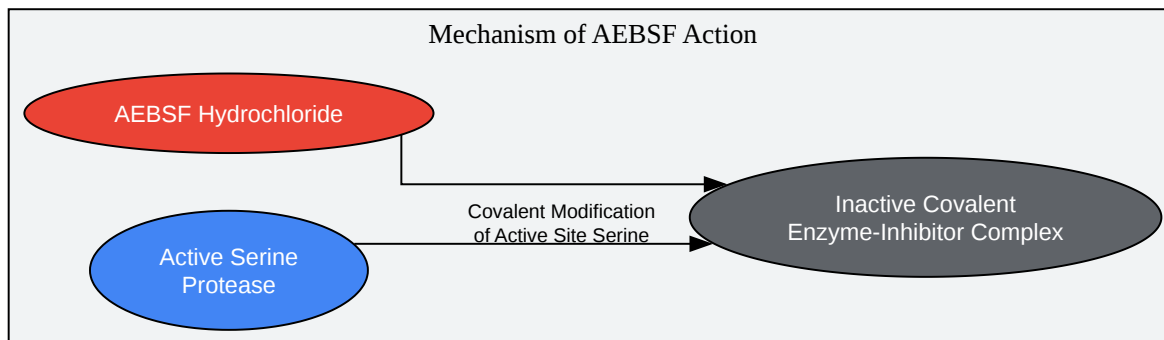 Mechanism of AEBSF Action
AEBSF Hydrochloride
Covalent Modification
of Active Site Serine
Active Serine
Protease
Inactive Covalent
Enzyme-Inhibitor Complex